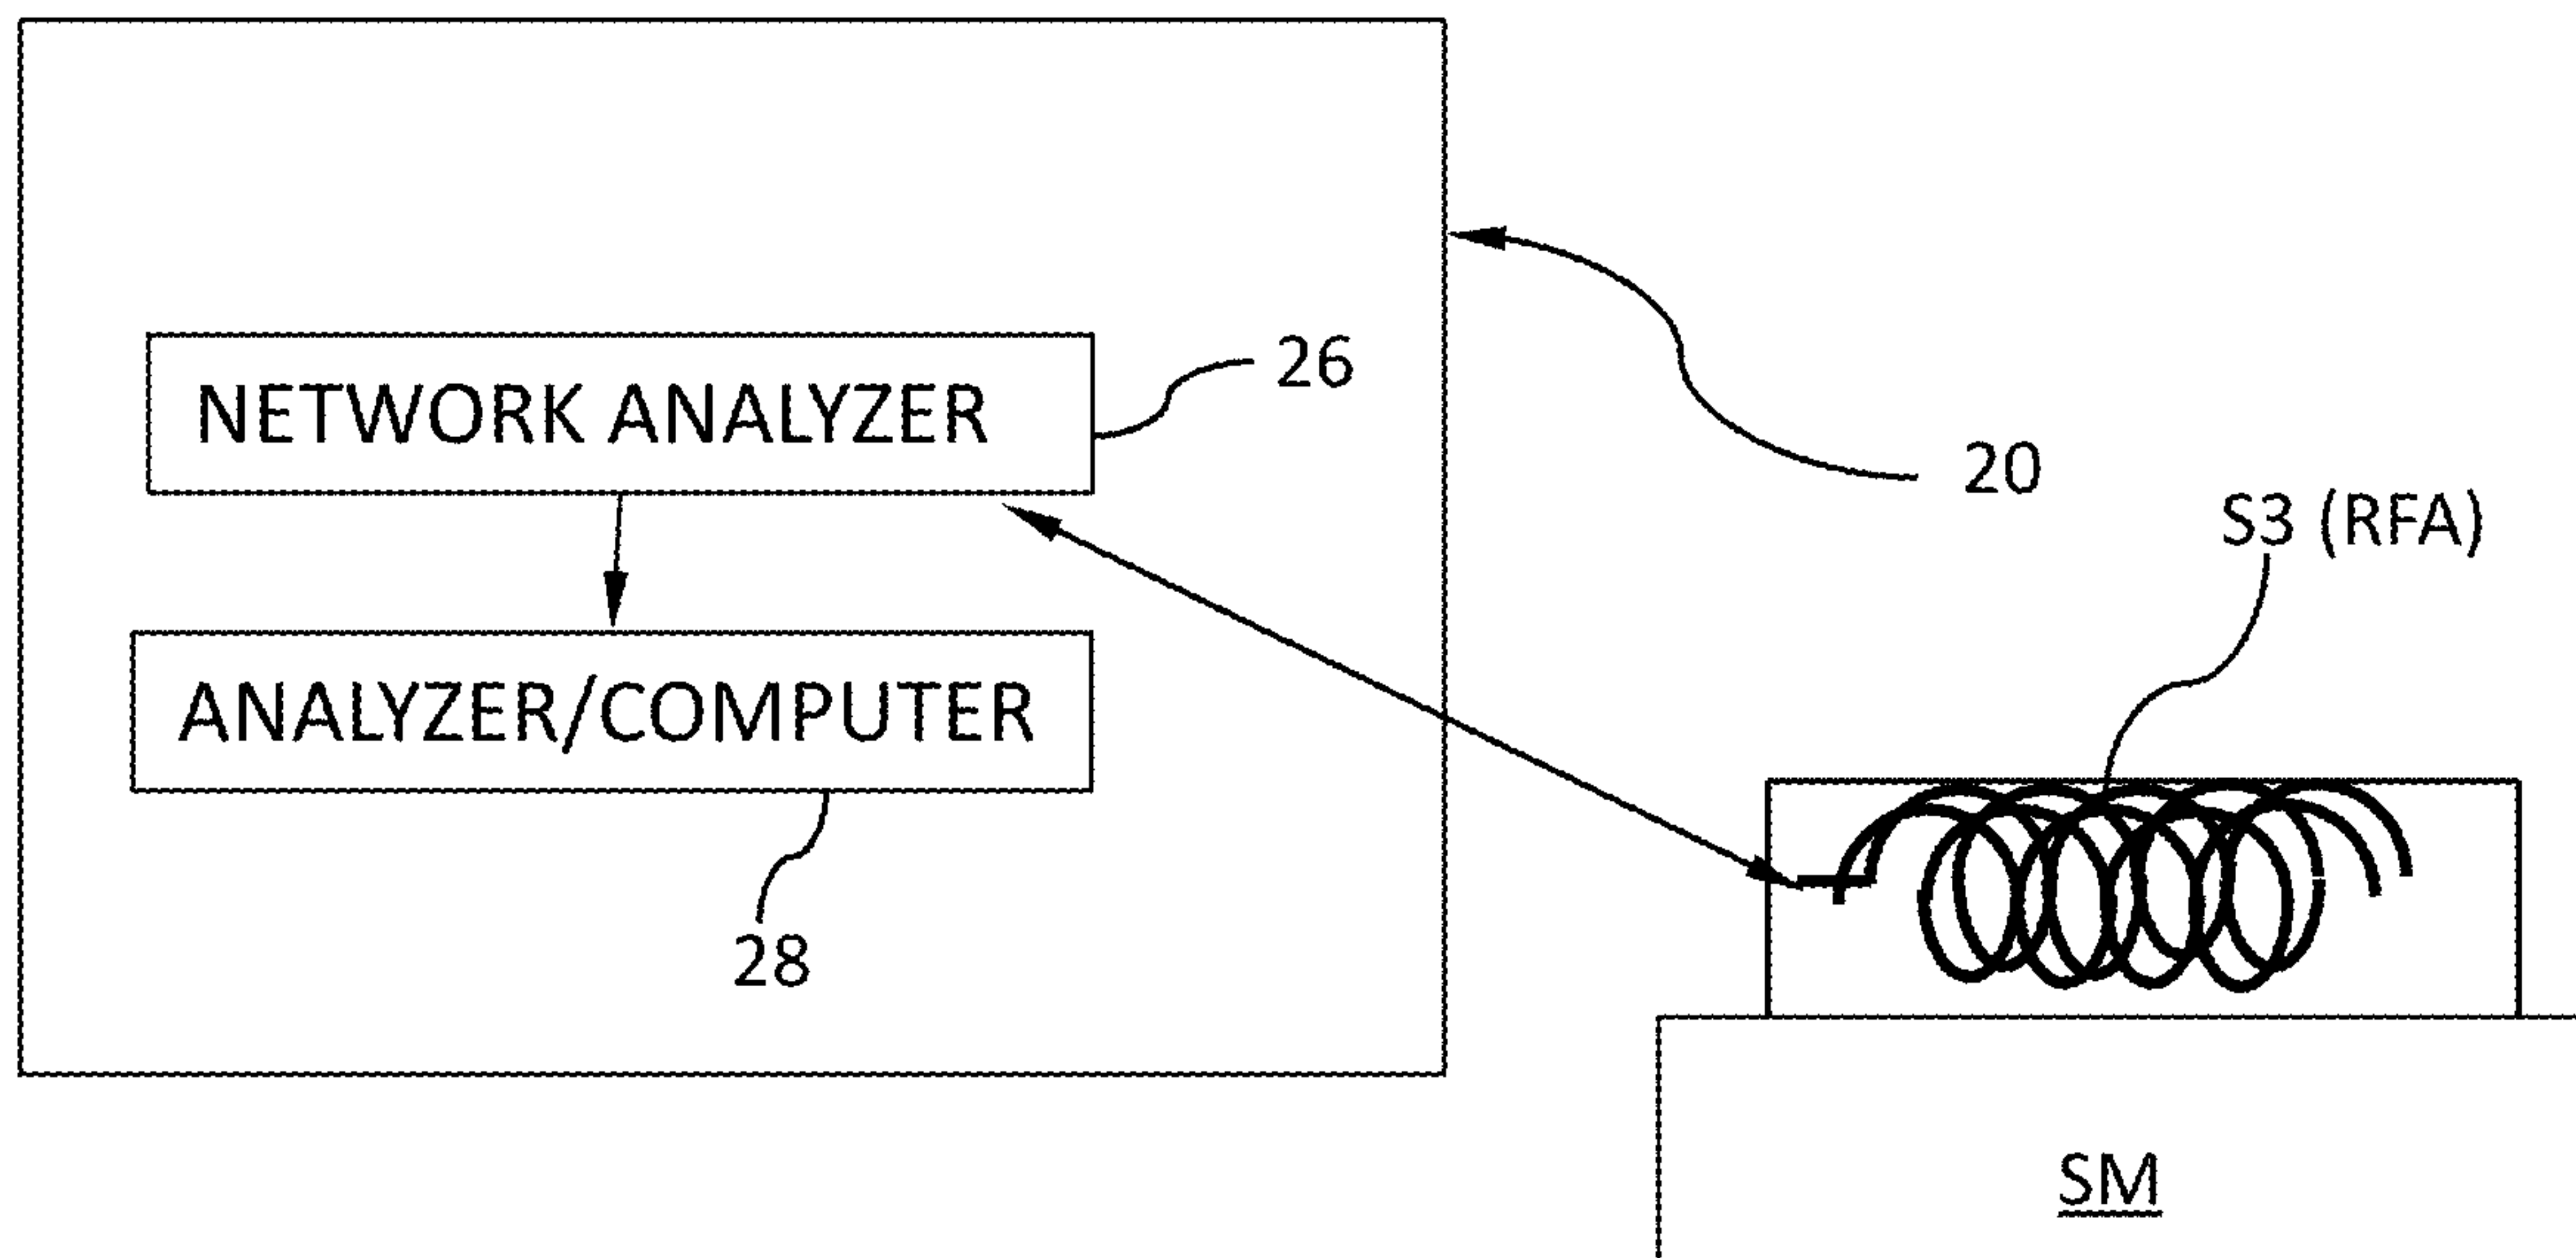 NETWORK ANALYZER
26
20
S3 (RFA)
ANALYZER/COMPUTER
28
SM